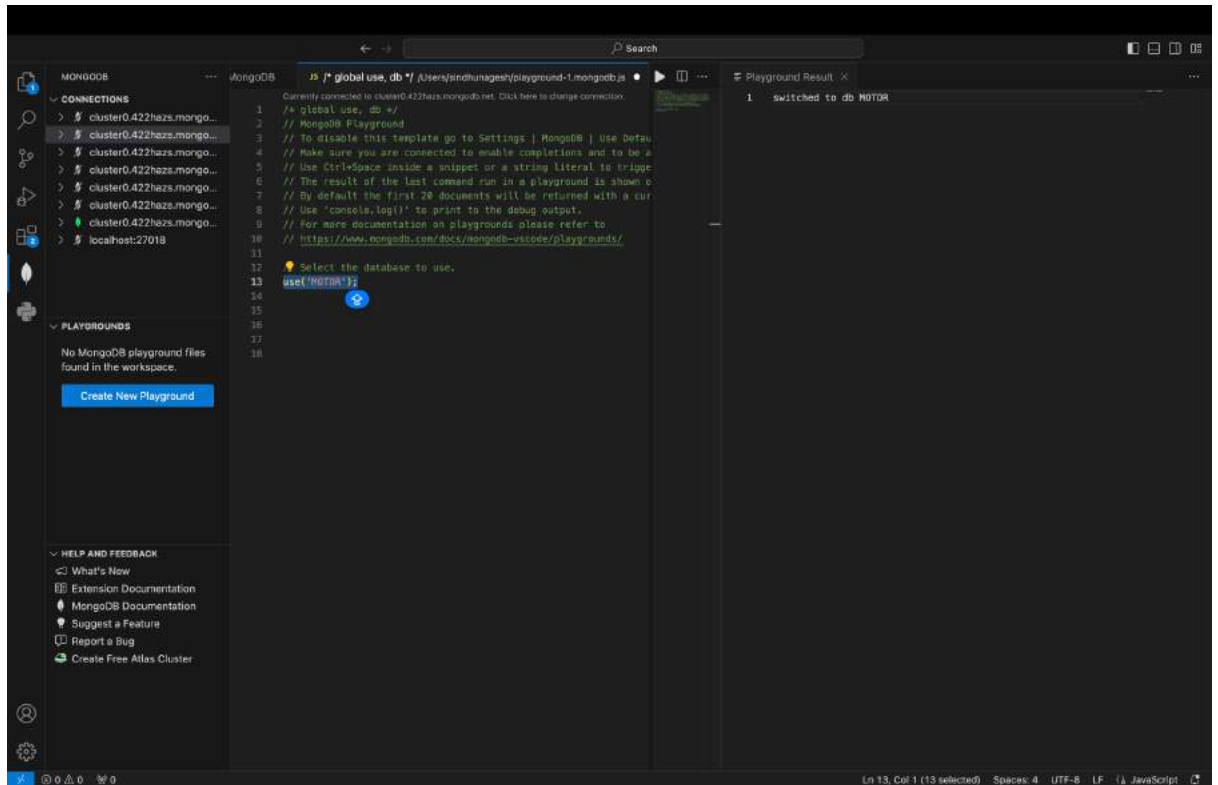 Search
MONGODB
CONNECTIONS
cluster0.422hazs.mongo...
cluster0.422hazs.mongo...
cluster0.422hazs.mongo...
cluster0.422hazs.mongo...
cluster0.422hazs.mongo...
cluster0.422hazs.mongo...
cluster0.422hazs.mongo...
localhost:27018
PLAYGROUNDS
No MongoDB playground files
found in the workspace.
Create New Playground
HELP AND FEEDBACK
What's New
Extension Documentation
MongoDB Documentation
Suggest a Feature
Report a Bug
Create Free Atlas Cluster
MongoDB JS /* global use, db */ /Users/sindhunagesh/playground-1.mongodb.js
Currently connected to cluster0.422hazs.mongodb.net. Click here to change connection.
1 /* global use, db */
2 // MongoDB Playground
3 // To disable this template go to Settings | MongoDB | Use Defau
4 // Make sure you are connected to enable completions and to be a
5 // Use Ctrl+Space inside a snippet or a string literal to trigge
6 // The result of the last command run in a playground is shown o
7 // By default the first 20 documents will be returned with a cur
8 // Use 'console.log()' to print to the debug output.
9 // For more documentation on playgrounds please refer to
10 // https://www.mongodb.com/docs/mongodb-vscode/playgrounds/
11
12 Select the database to use.
13 use('MOTOR');
14
15
16
17
18
Playground Result
1 switched to db MOTOR
1
2
0 0 0
Ln 13, Col 1 (13 selected) Spaces: 4 UTF-8 LF JavaScript